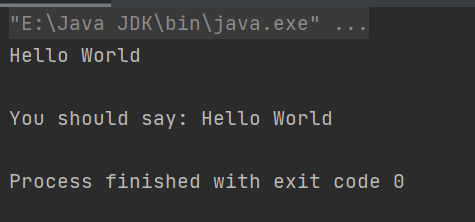 "E:\Java JDK\bin\java.exe" ...
Hello World
You should say: Hello World
Process finished with exit code 0